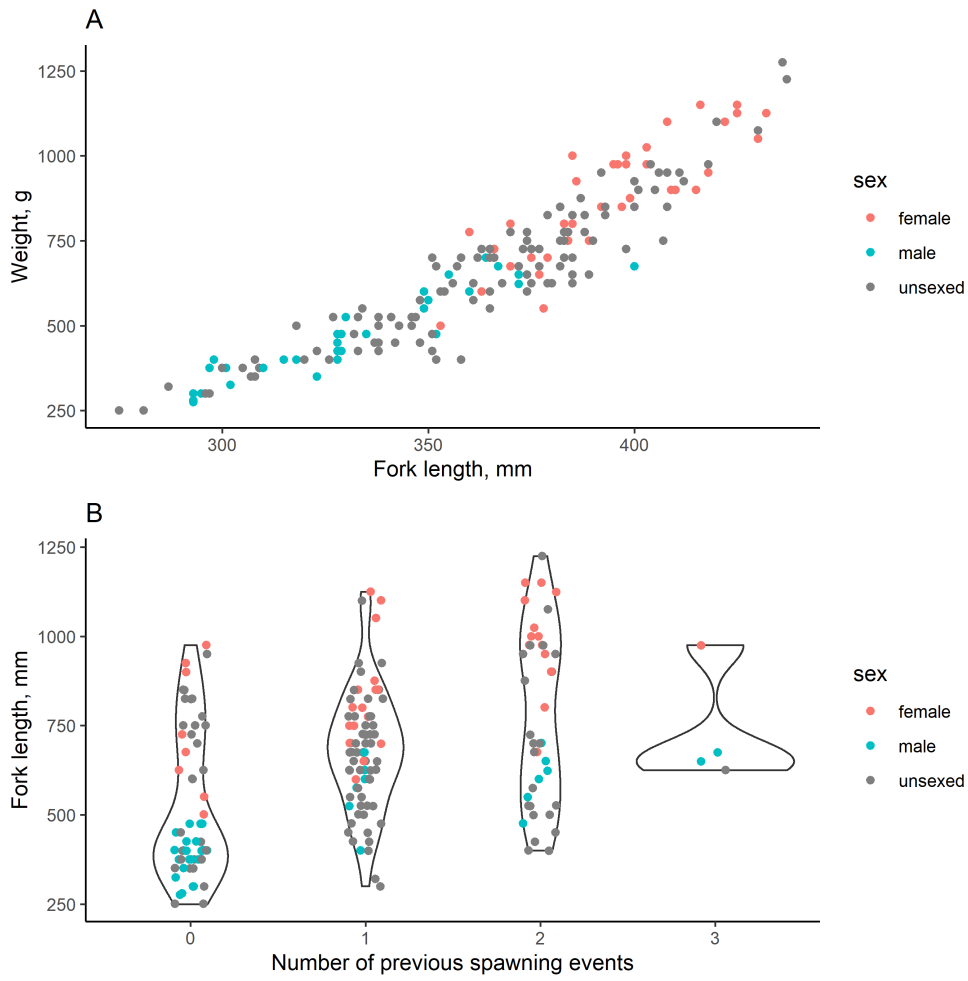 A
1250
1000
750
500
250
Weight, g
300
350
400
Fork length, mm
sex
female
male
unsexed
B
1250
1000
750
500
250
Fork length, mm
0
1
2
3
Number of previous spawning events
sex
female
male
unsexed